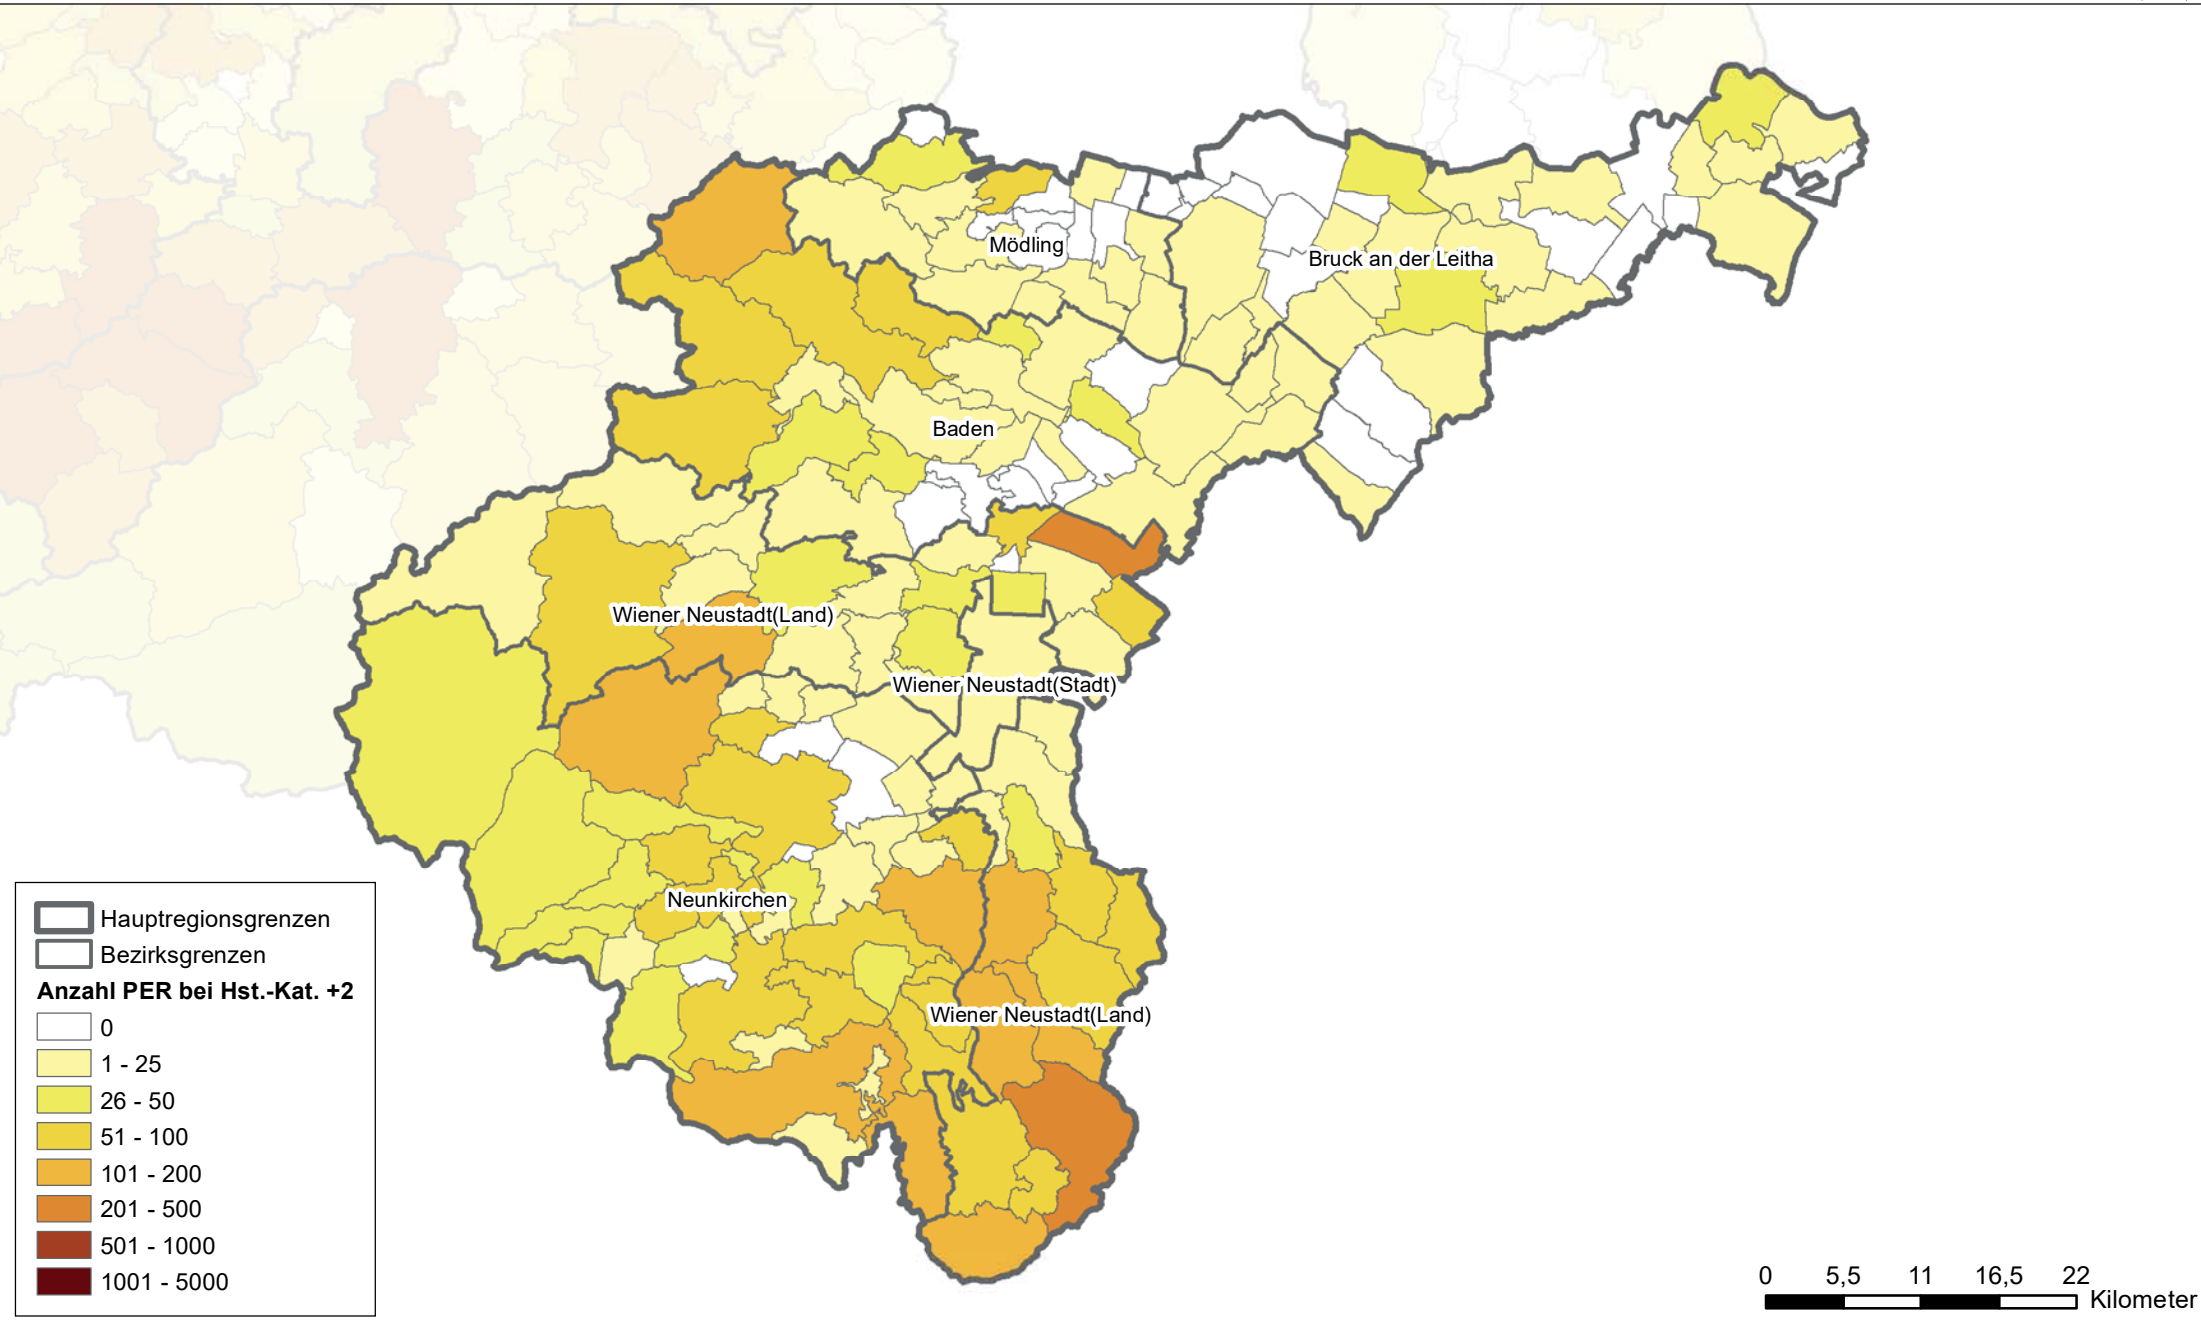 Mödling
Bruck an der Leitha
Baden
Wiener Neustadt(Land)
Wiener Neustadt(Stadt)
Neunkirchen
Wiener Neustadt(Land)
Hauptregionsgrenzen
Bezirksgrenzen
Anzahl PER bei Hst.-Kat. +2
0
1 - 25
26 - 50
51 - 100
101 - 200
201 - 500
501 - 1000
1001 - 5000
0 5,5 11 16,5 22
Kilometer